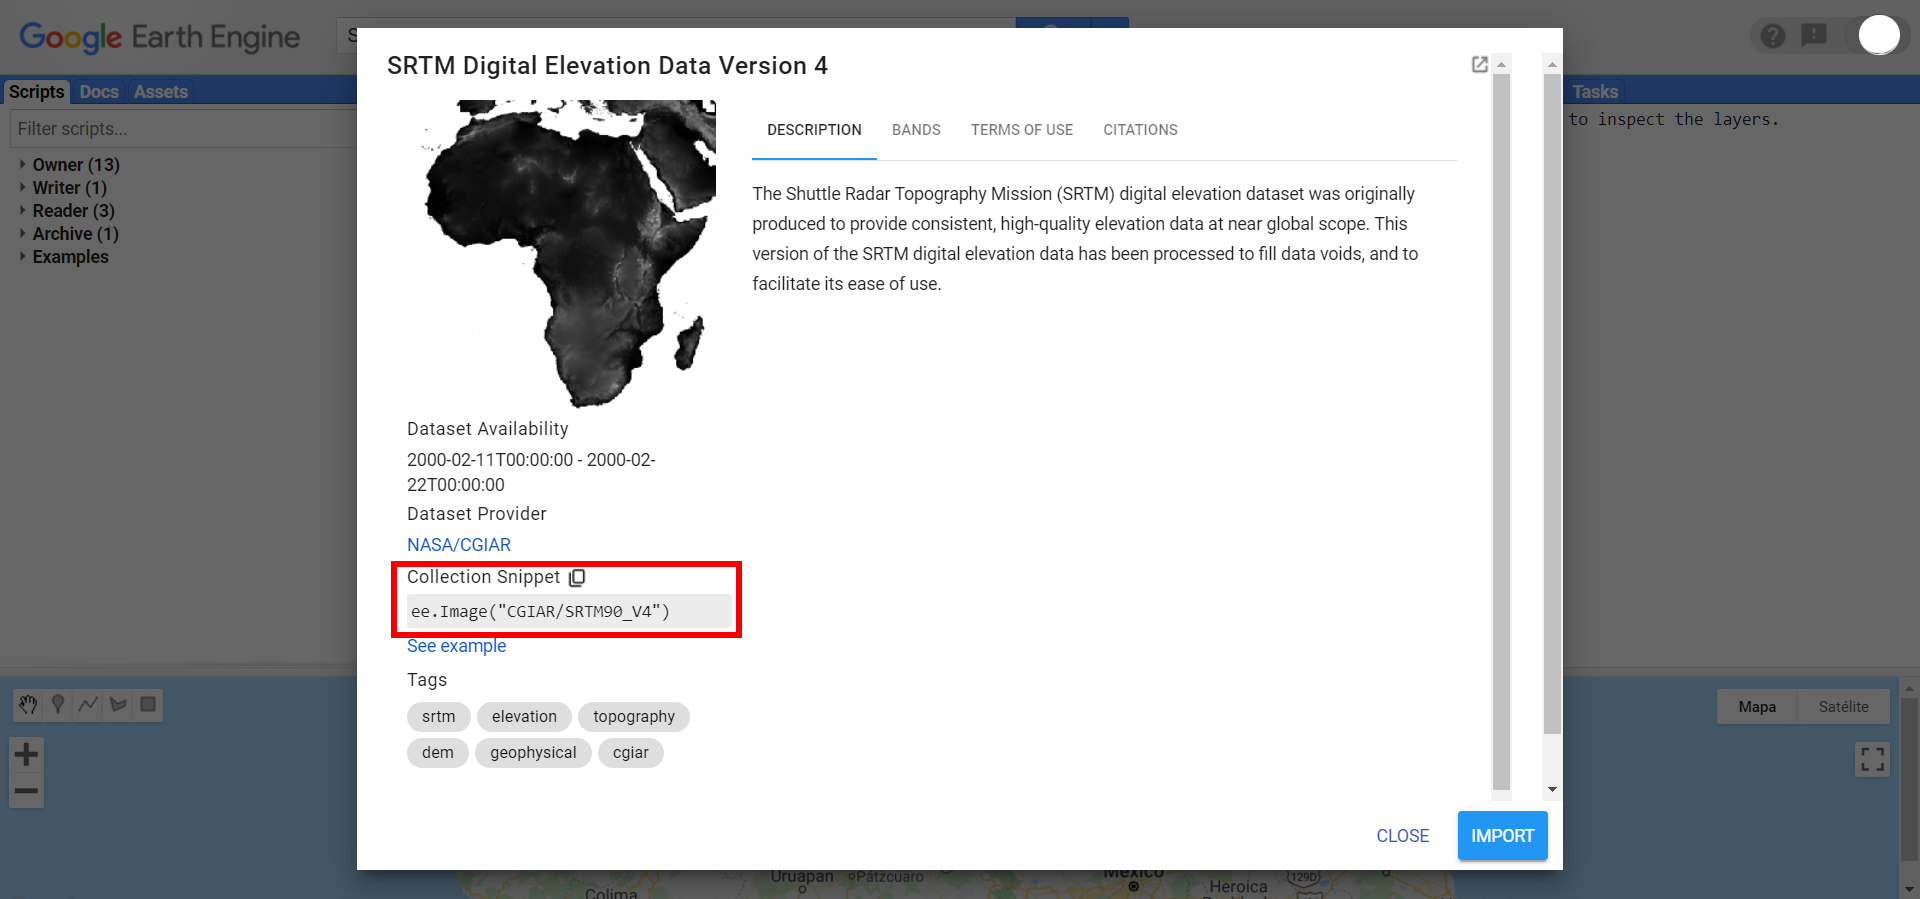 Google Earth Engine
S
Scripts Docs Assets
Tasks
Filter scripts...
to inspect the layers.
Owner (13)
Writer (1)
Reader (3)
Archive (1)
Examples
SRTM Digital Elevation Data Version 4
DESCRIPTION BANDS TERMS OF USE CITATIONS
The Shuttle Radar Topography Mission (SRTM) digital elevation dataset was originally
produced to provide consistent, high-quality elevation data at near global scope. This
version of the SRTM digital elevation data has been processed to fill data voids, and to
facilitate its ease of use.
Dataset Availability
2000-02-11T00:00:00 - 2000-02-
22T00:00:00
Dataset Provider
NASA/CGIAR
Collection Snippet
ee.Image("CGIAR/SRTM90_V4")
See example
Tags
srtm elevation topography
dem geophysical cgiar
CLOSE IMPORT
Mapa Satélite
Uruapan Pátzcuaro
Colima
México
Heroica
129D